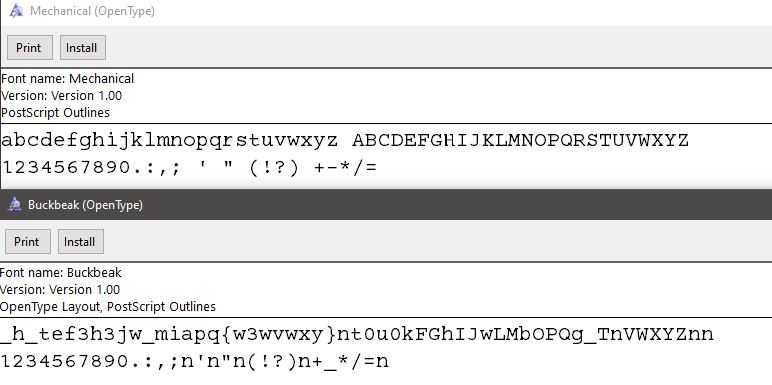 Mechanical (OpenType)
Print Install
Font name: Mechanical
Version: Version 1.00
PostScript Outlines
abcdefghijklmnopqrstuvwxyz ABCDEFGHIJKLMNOPQRSTUVWXYZ
1234567890.:,; ' " (!?) +-*/=
Buckbeak (OpenType)
Print Install
Font name: Buckbeak
Version: Version 1.00
OpenType Layout, PostScript Outlines
_h_tef3h3jw_miapq{w3wvwxy}nt0u0kFGhIJwLMbOPQg_TnVWXYZnn
1234567890.:,;n'n"n(!?)n+_*/=n